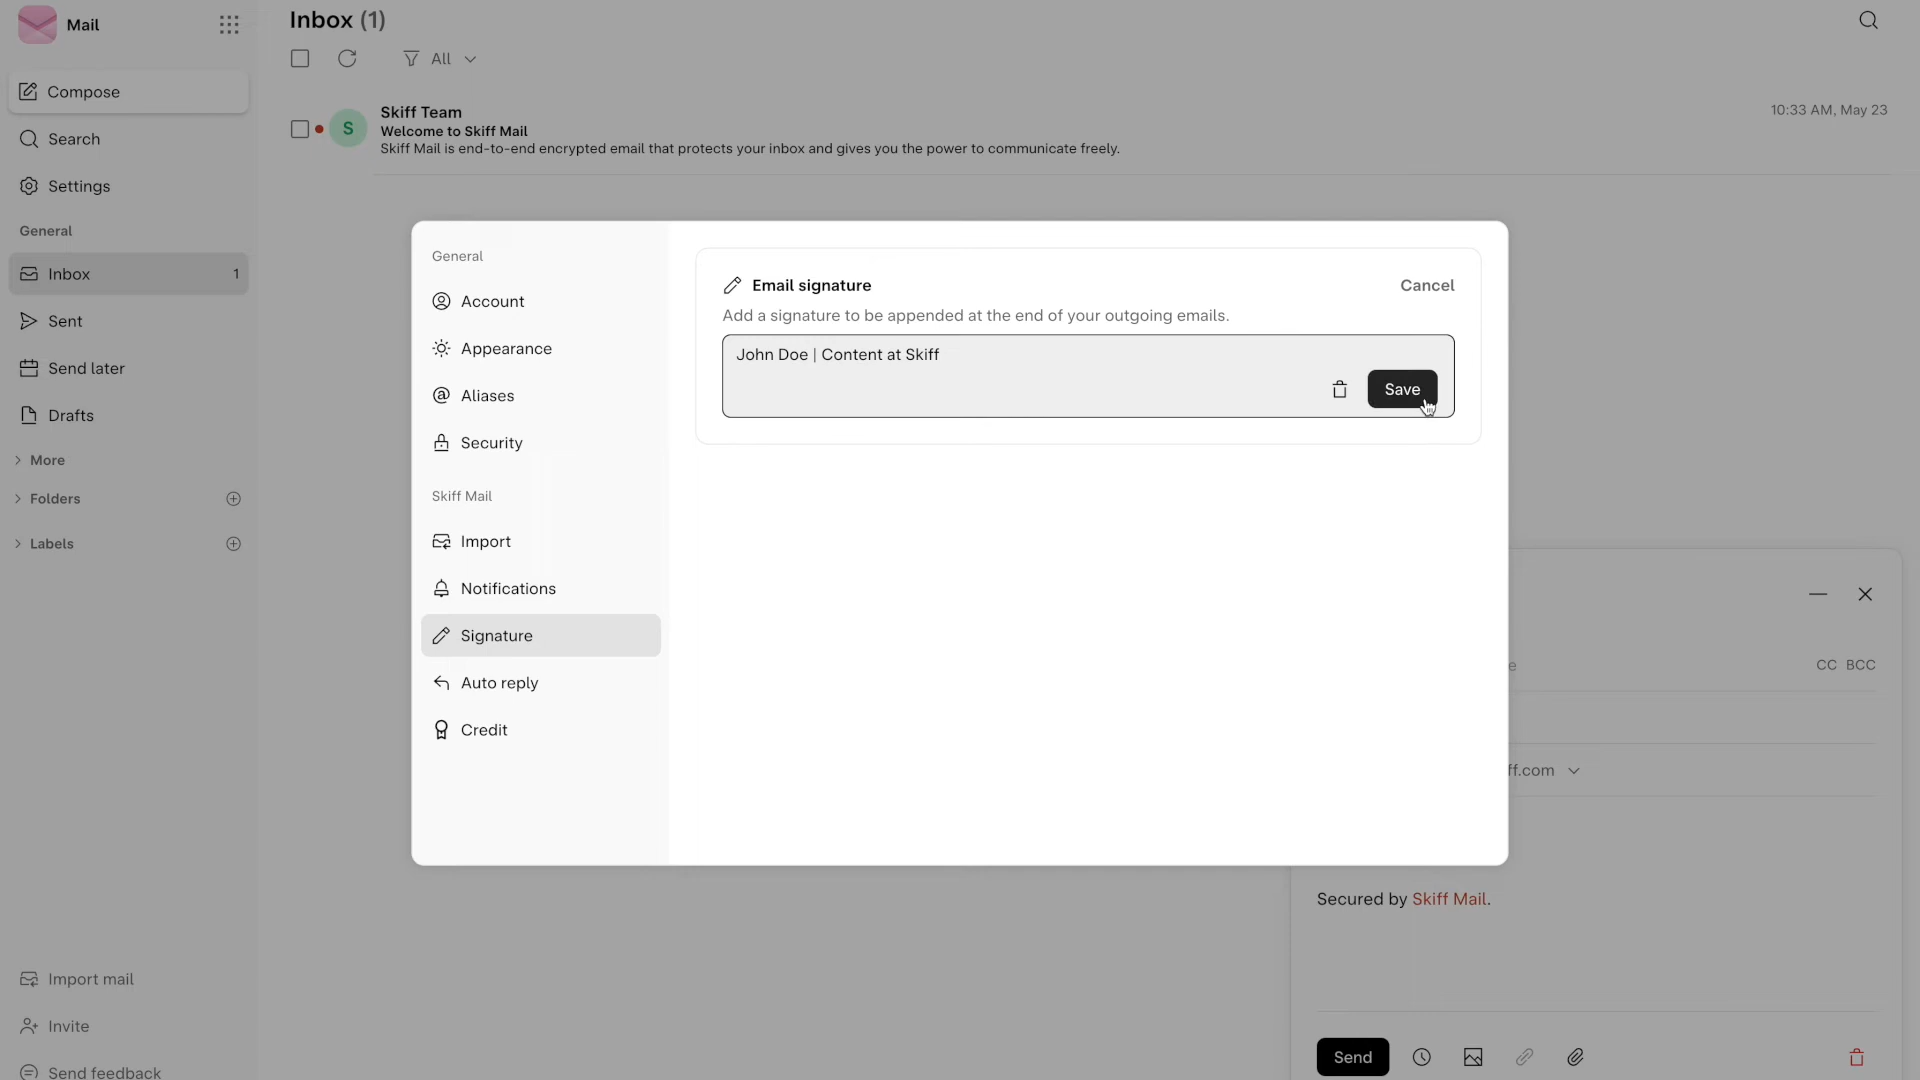 Mail
Compose
Search
Settings
General
Inbox 1
Sent
Send later
Drafts
More
Folders
Labels
Import mail
Invite
Send feedback
Inbox (1)
All
S
Skiff Team
10:33 AM, May 23
Welcome to Skiff Mail
Skiff Mail is end-to-end encrypted email that protects your inbox and gives you the power to communicate freely.
General
Account
Appearance
Aliases
Security
Skiff Mail
Import
Notifications
Signature
Auto reply
Credit
Email signature
Cancel
Add a signature to be appended at the end of your outgoing emails.
John Doe | Content at Skiff
Save
CC BCC
ff.com
Secured by Skiff Mail.
Send